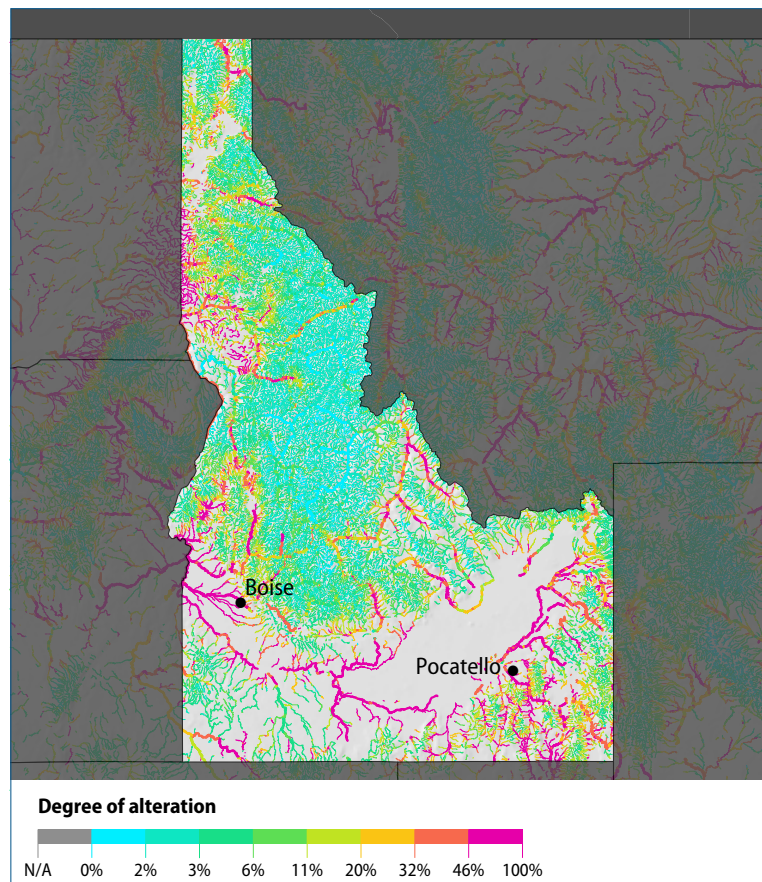 Boise
Pocatello
Degree of alteration
N/A 0% 2% 3% 6% 11% 20% 32% 46% 100%